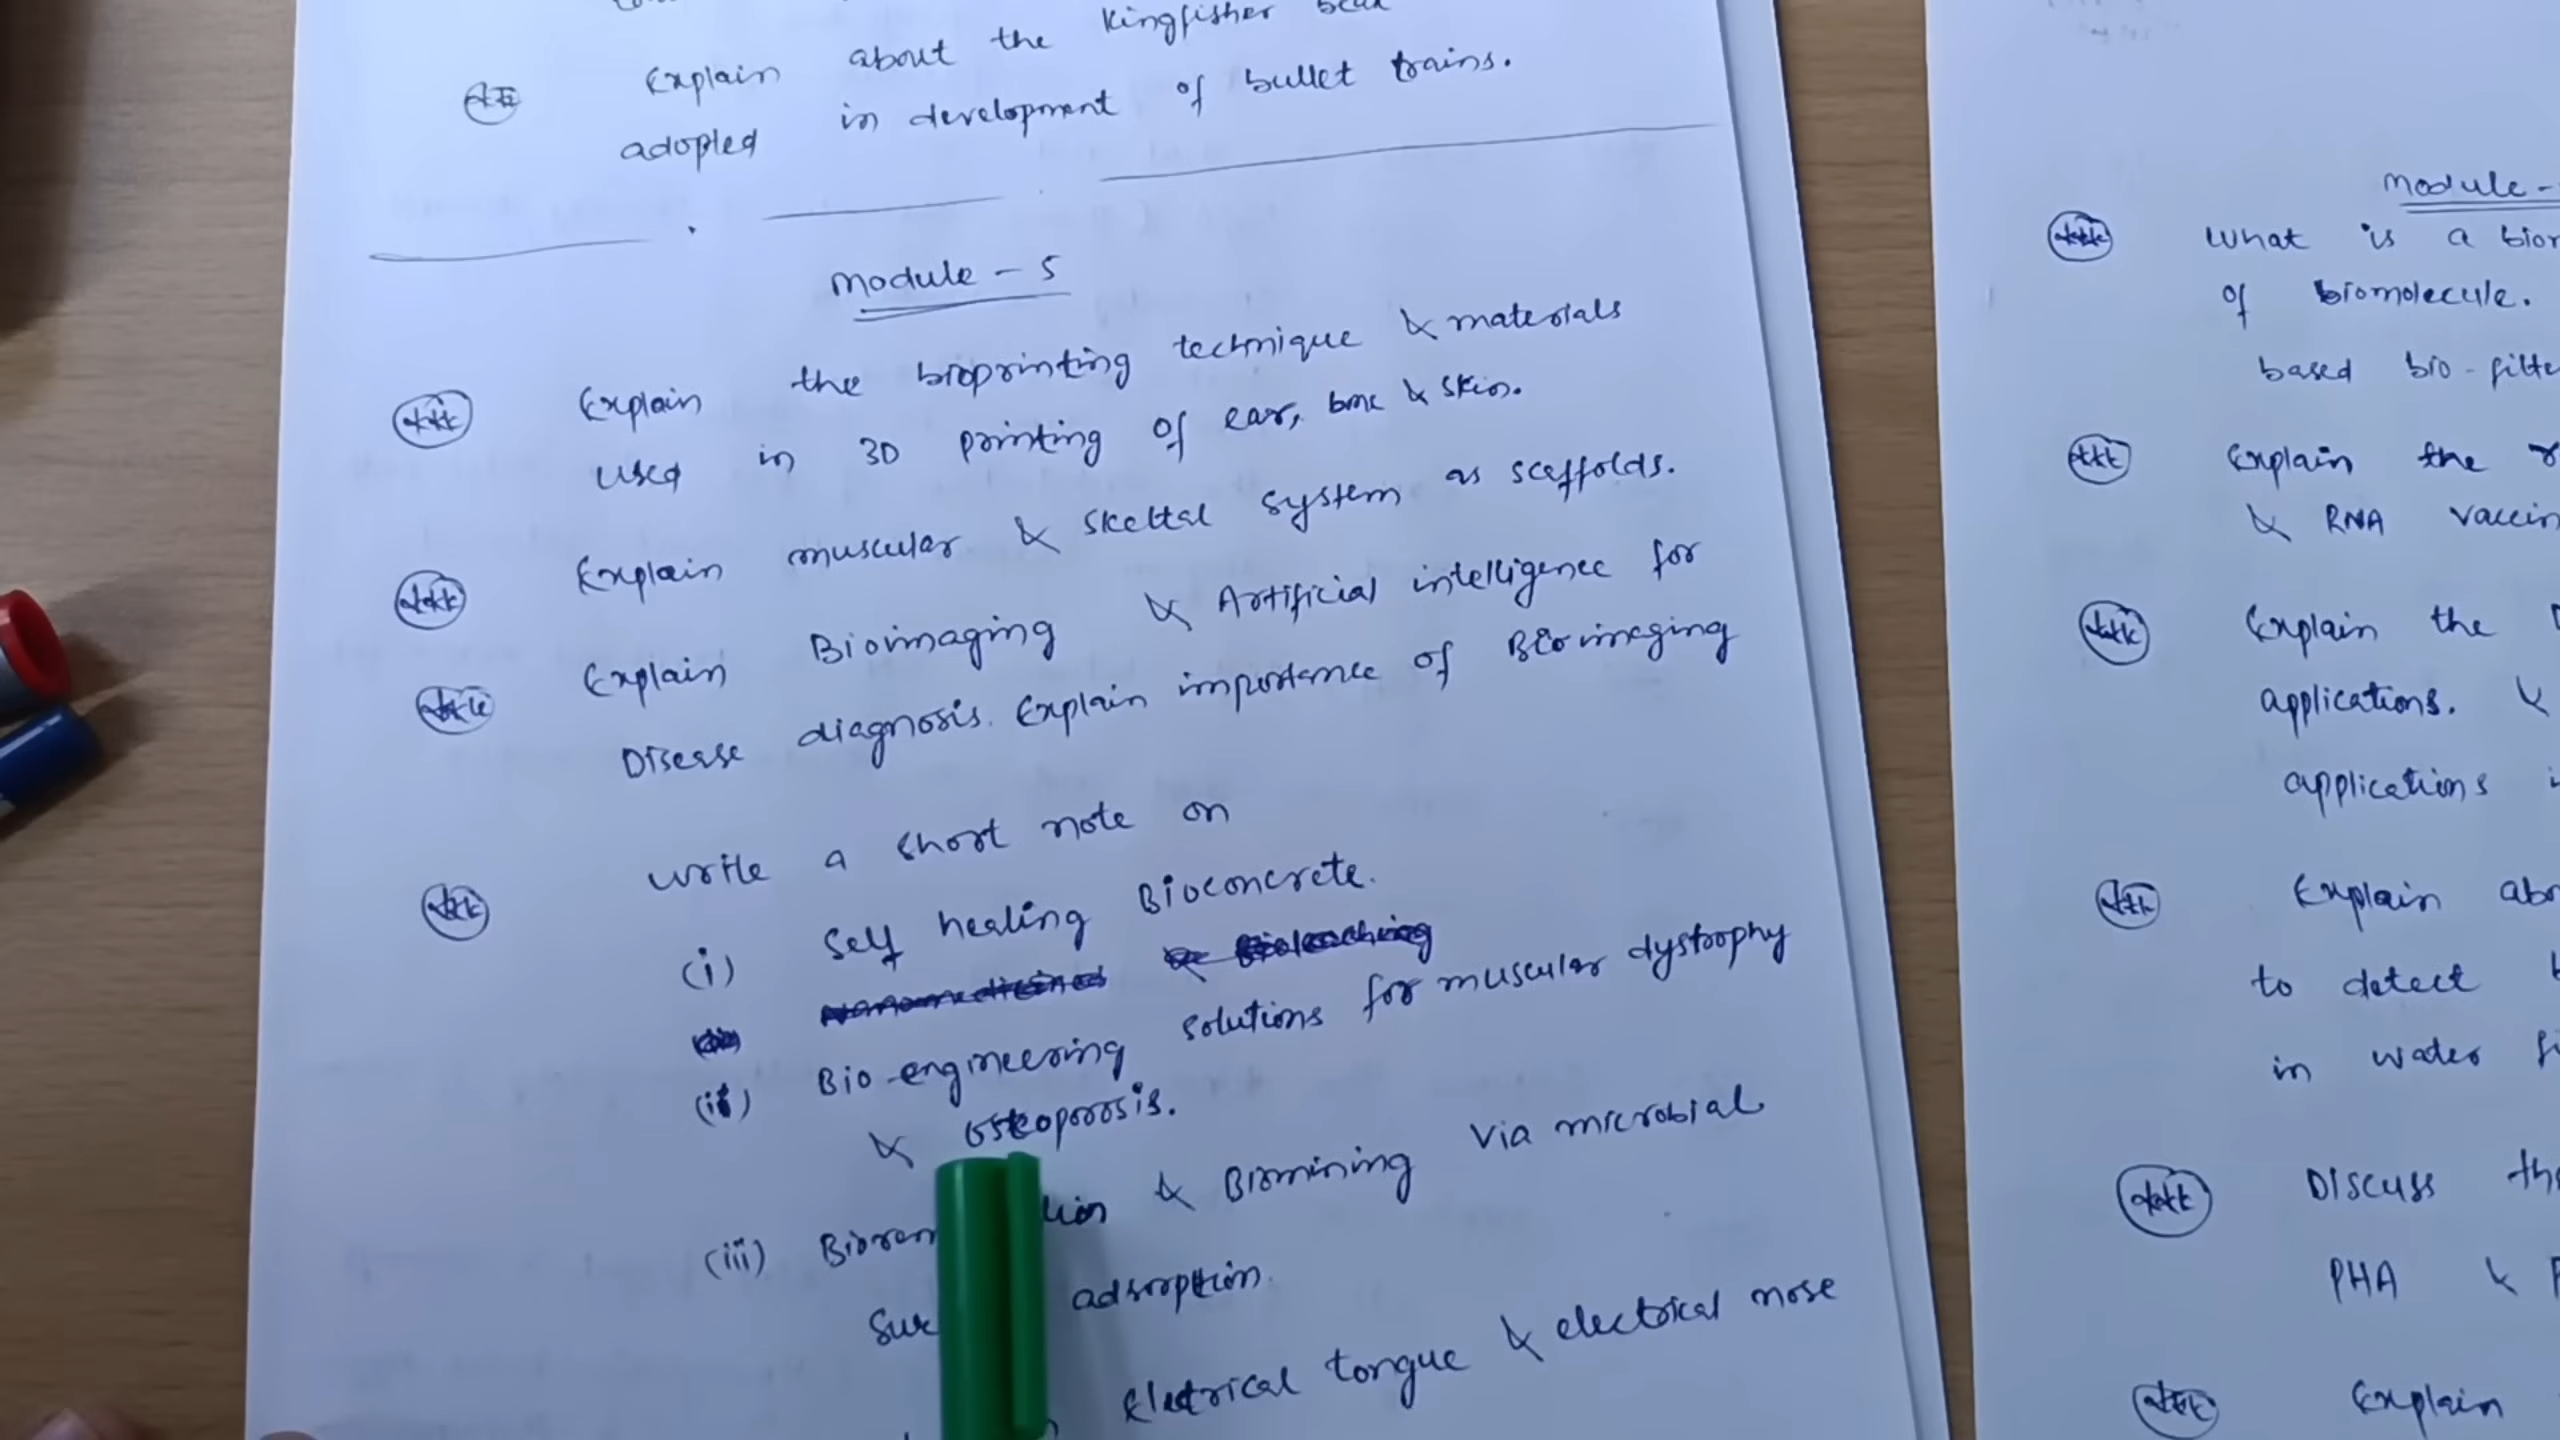 Explain about the Kingfisher
adopted in development of bullet trains.
Module - 5
Explain the bioprinting technique & materials
used in 3D printing of ear, bone & skin.
Explain muscular & skeltal system as scaffolds.
Explain Bioimaging & Artificial intelligence for
Disease diagnosis. Explain importance of Bioimaging
write a short note on
(i) Self healing Bioconcrete.
(ii) Bio-engineering solutions for muscular dystrophy
& osteoporosis.
(iii) & Biomining via microbial
adsorption.
Eletrical tongue & electrical nose
Module -
What is a
of biomolecule.
based bio-
Explain the
& RNA
Explain the
applications. &
applications
Explain
to detect
in water
Discuss
PHA &
Explain